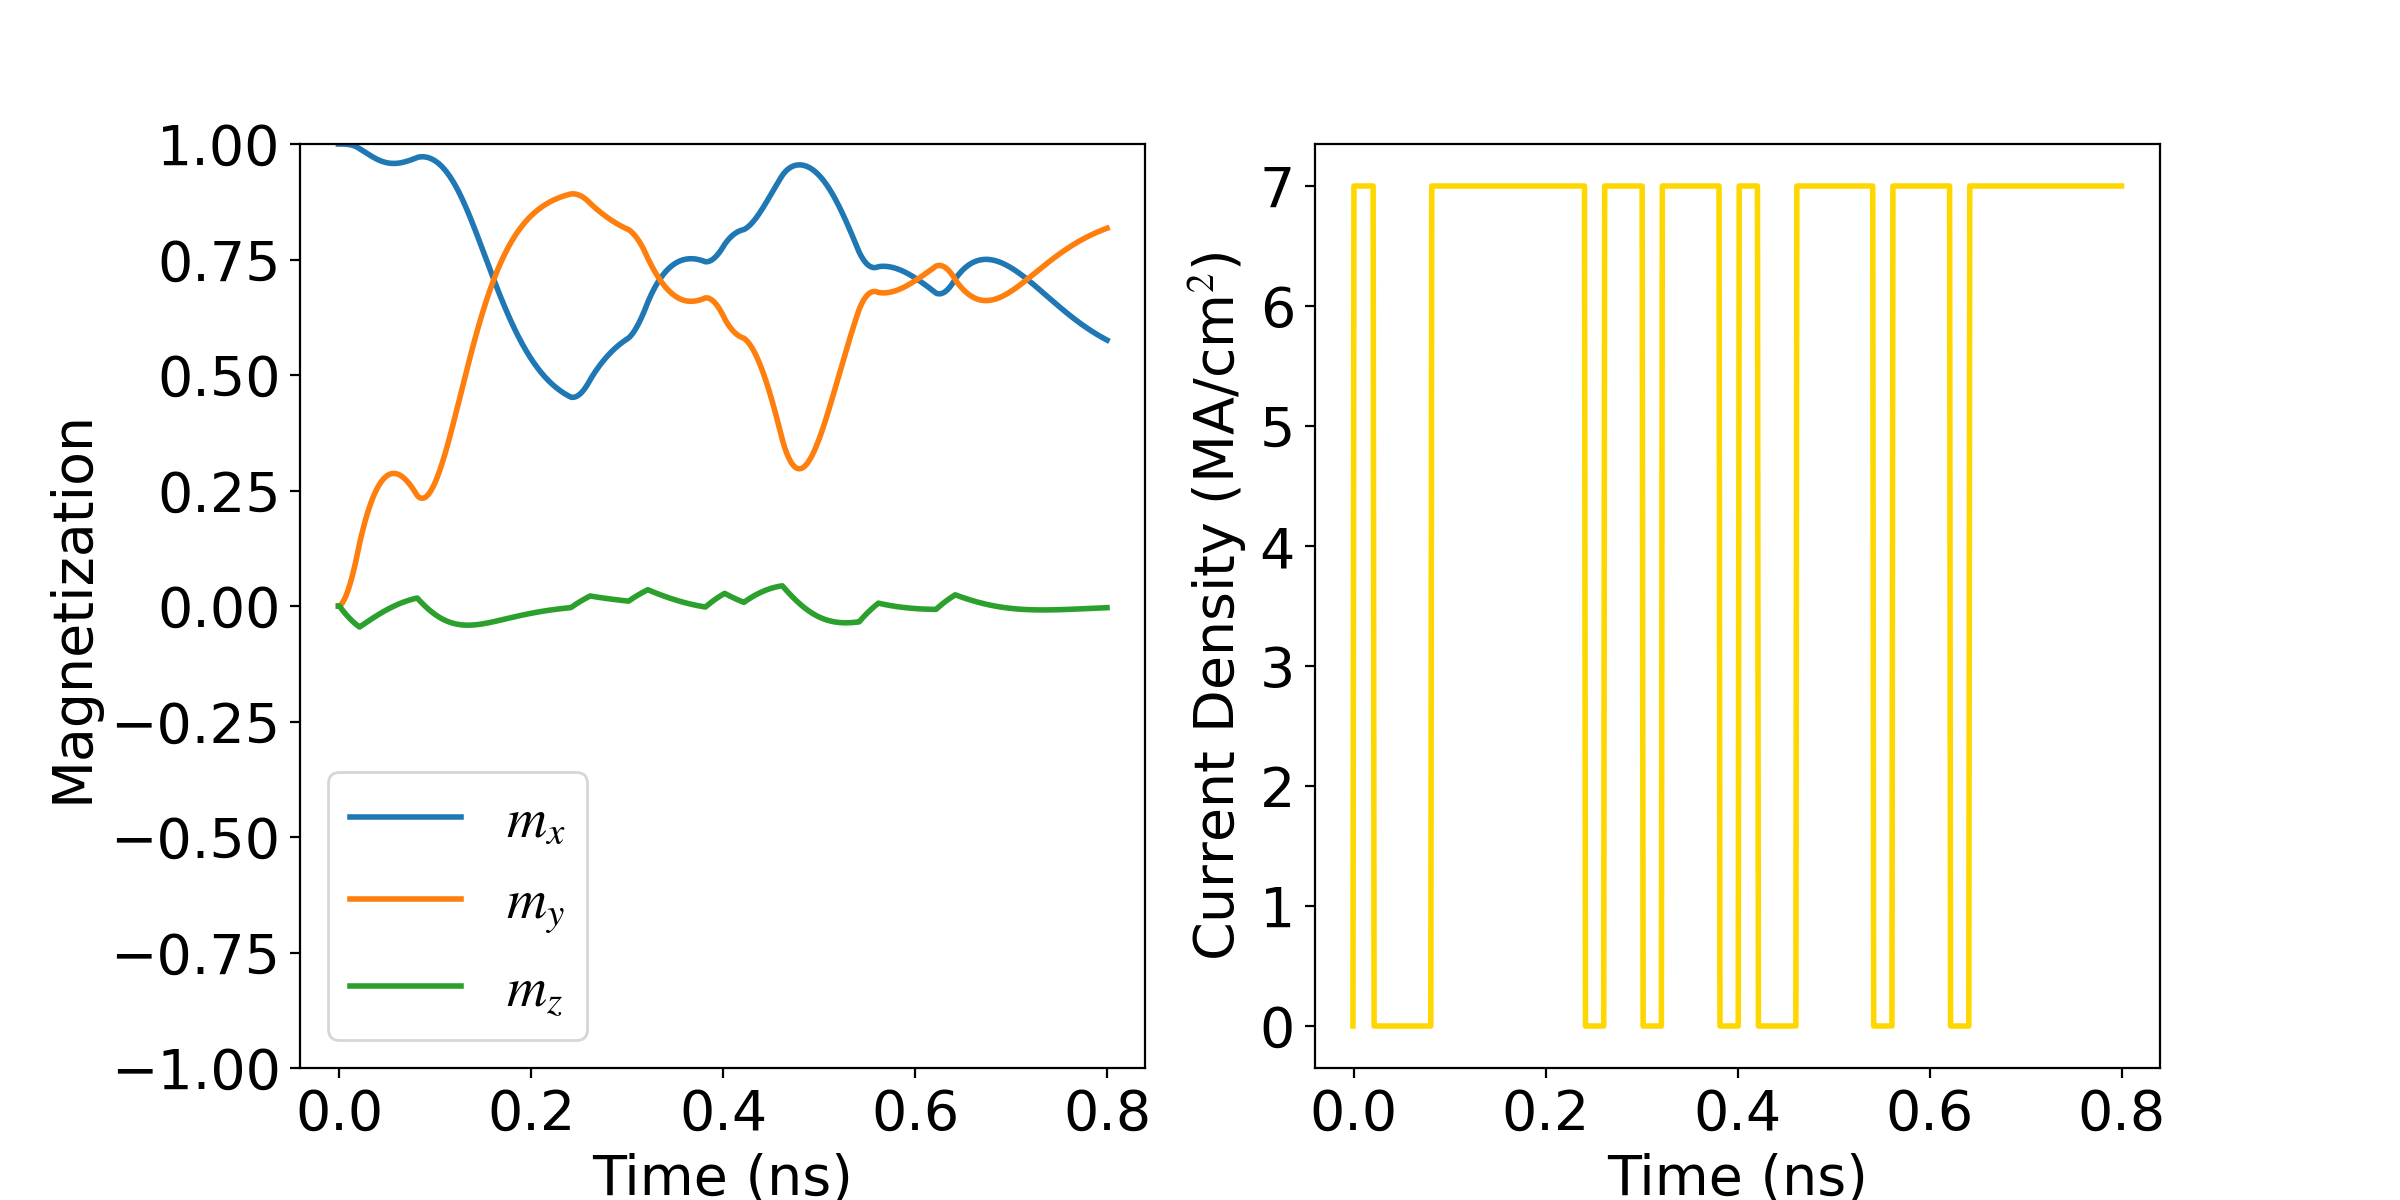 1.00
0.75
0.50
0.25
0.00
−0.25
−0.50
−0.75
−1.00
Magnetization
m_x
m_y
m_z
0.0 0.2 0.4 0.6 0.8
Time (ns)
7
6
5
4
3
2
1
0
Current Density (MA/cm²)
0.0 0.2 0.4 0.6 0.8
Time (ns)